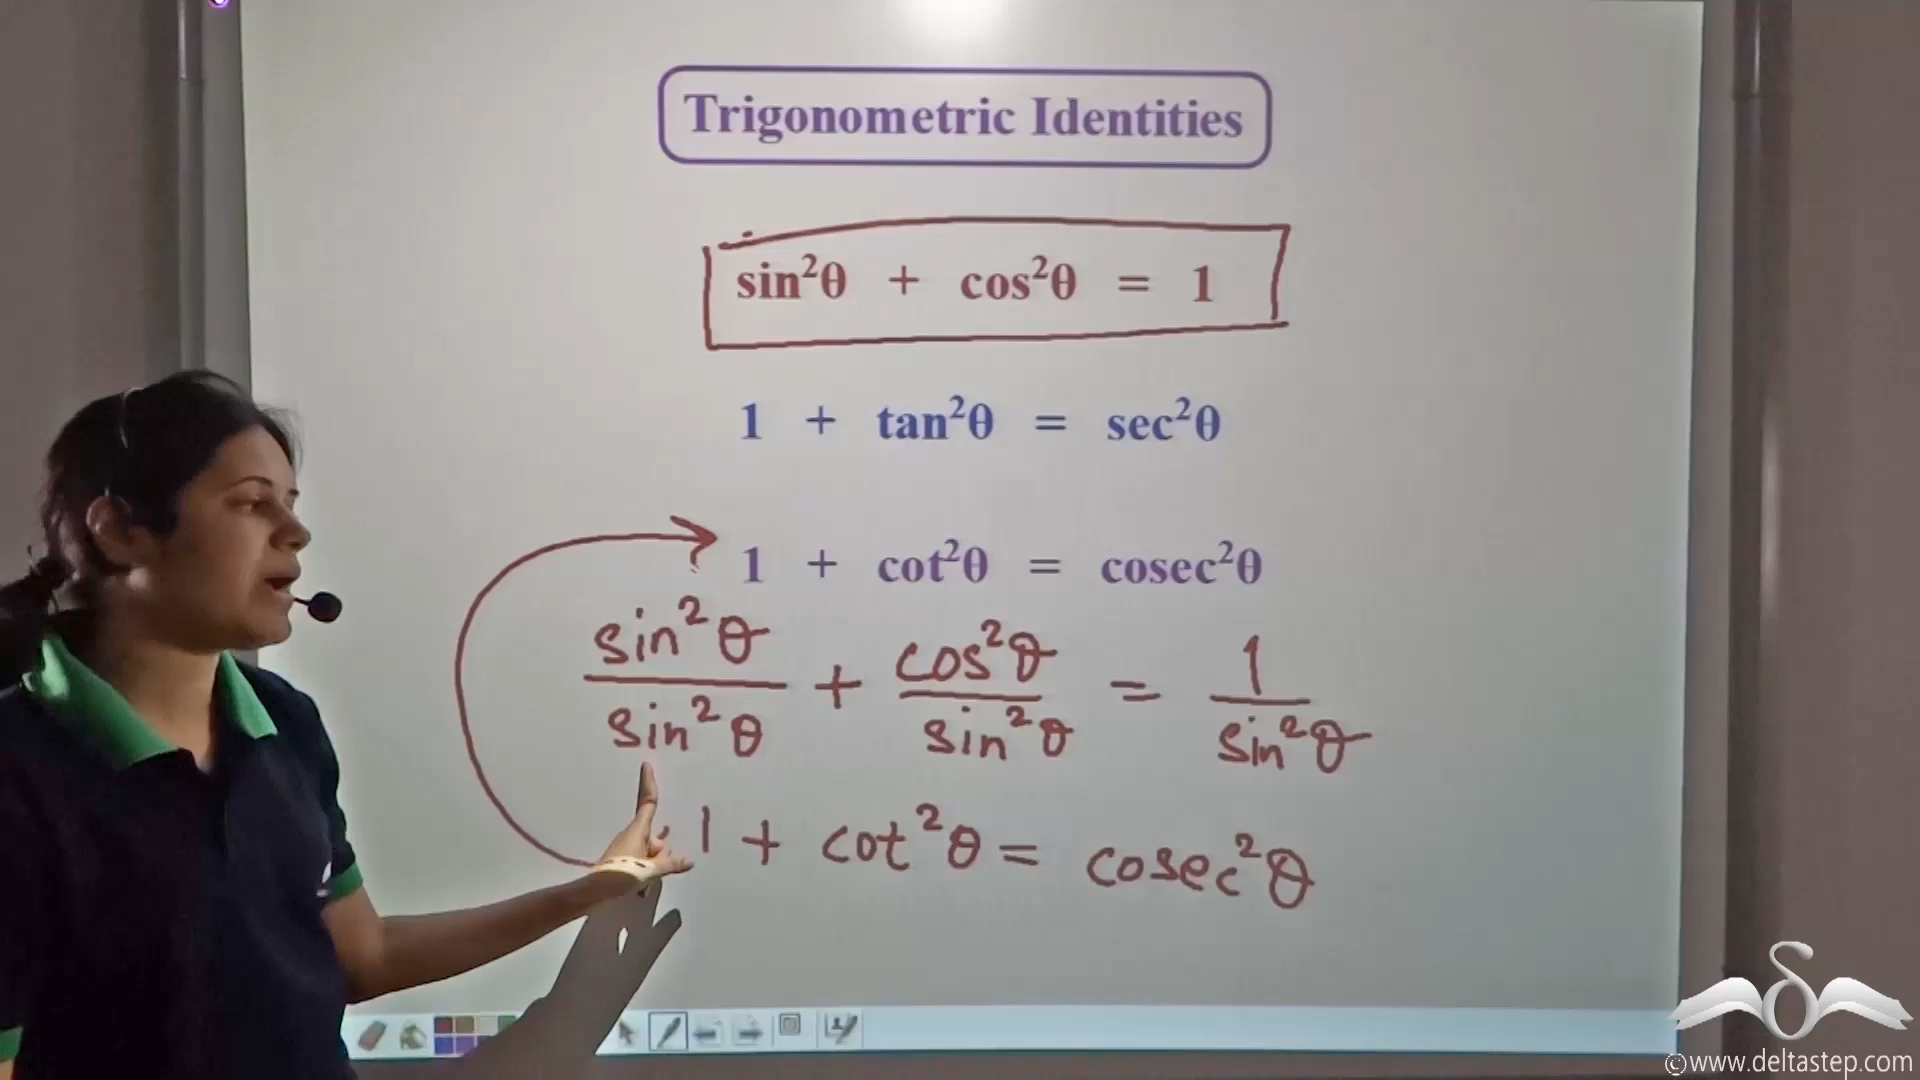 Trigonometric Identities
sin²θ + cos²θ = 1
1 + tan²θ = sec²θ
1 + cot²θ = cosec²θ
sin²θ/sin²θ + cos²θ/sin²θ = 1/sin²θ
1 + cot²θ = cosec²θ
©www.deltastep.com